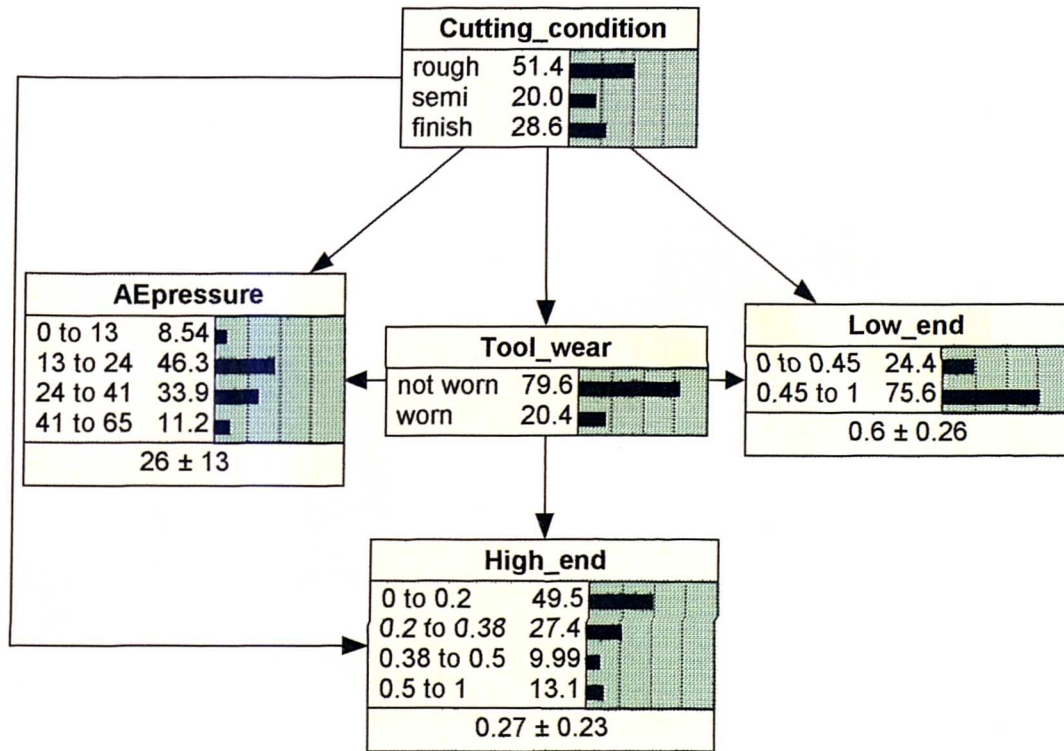 Cutting_condition
rough 51.4
semi 20.0
finish 28.6
AEpressure
0 to 13 8.54
13 to 24 46.3
24 to 41 33.9
41 to 65 11.2
26 ± 13
Tool_wear
not worn 79.6
worn 20.4
Low_end
0 to 0.45 24.4
0.45 to 1 75.6
0.6 ± 0.26
High_end
0 to 0.2 49.5
0.2 to 0.38 27.4
0.38 to 0.5 9.99
0.5 to 1 13.1
0.27 ± 0.23